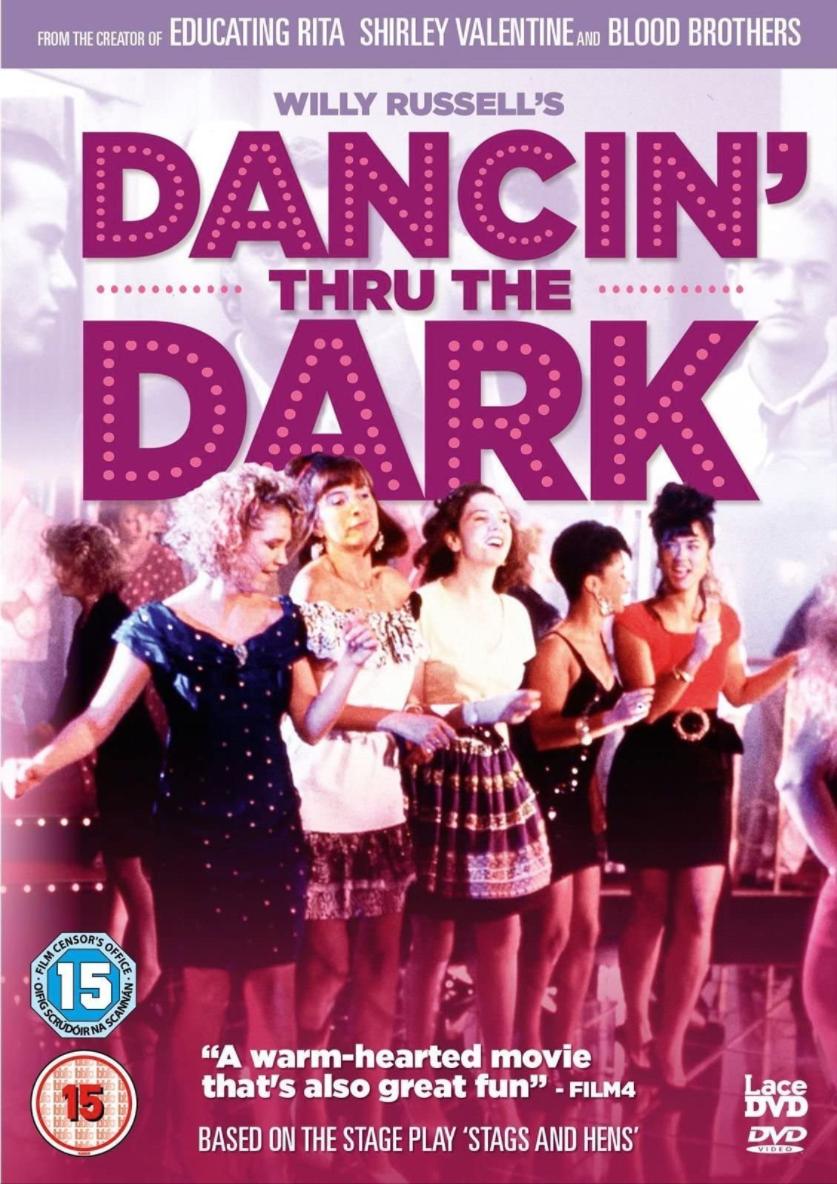 FROM THE CREATOR OF EDUCATING RITA SHIRLEY VALENTINE AND BLOOD BROTHERS
WILLY RUSSELL'S
DANCIN'
THRU THE
DARK
FILM CENSOR'S OFFICE
15
OIFIG SCRÚDÓIR NA SCANNÁN
15
“A warm-hearted movie
that's also great fun” - FILM4
BASED ON THE STAGE PLAY ‘STAGS AND HENS’
Lace
DVD
DVD
VIDEO